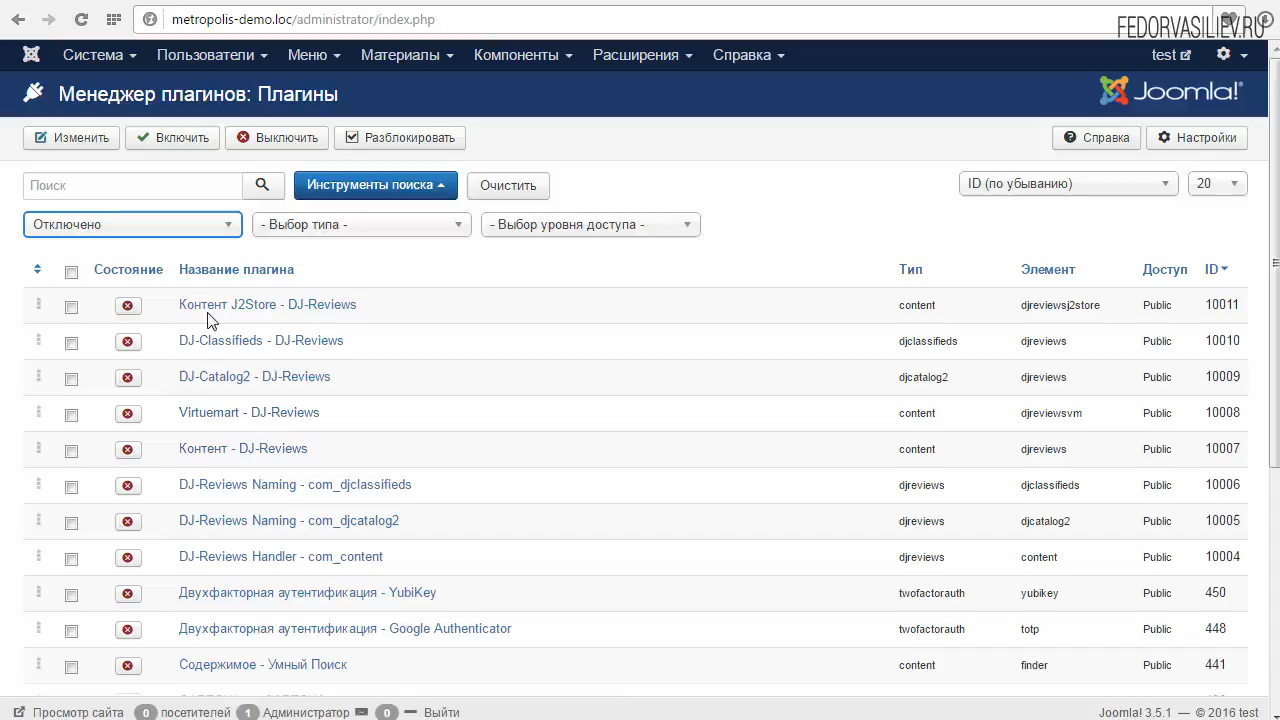 metropolis-demo.loc/administrator/index.php
FEDORVASILIEV.RU
Система Пользователи Меню Материалы Компоненты Расширения Справка test
Менеджер плагинов: Плагины Joomla!®
Изменить Включить Выключить Разблокировать Справка Настройки
Поиск Инструменты поиска Очистить ID (по убыванию) 20
Отключено - Выбор типа - - Выбор уровня доступа -
Состояние Название плагина Тип Элемент Доступ ID
Контент J2Store - DJ-Reviews content djreviewsj2store Public 10011
DJ-Classifieds - DJ-Reviews djclassifieds djreviews Public 10010
DJ-Catalog2 - DJ-Reviews djcatalog2 djreviews Public 10009
Virtuemart - DJ-Reviews content djreviewsvm Public 10008
Контент - DJ-Reviews content djreviews Public 10007
DJ-Reviews Naming - com_djclassifieds djreviews djclassifieds Public 10006
DJ-Reviews Naming - com_djcatalog2 djreviews djcatalog2 Public 10005
DJ-Reviews Handler - com_content djreviews content Public 10004
Двухфакторная аутентификация - YubiKey twofactorauth yubikey Public 450
Двухфакторная аутентификация - Google Authenticator twofactorauth totp Public 448
Содержимое - Умный Поиск content finder Public 441
Просмотр сайта 0 посетителей 1 Администратор 0 Выйти Joomla! 3.5.1 — © 2016 test